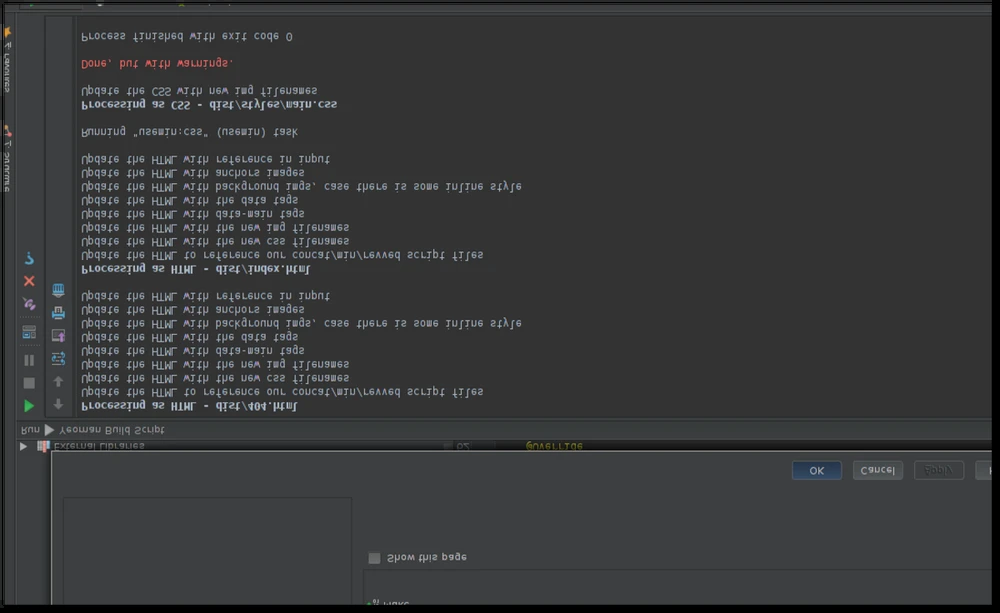 Make
Show this page
OK Cancel Apply
External Libraries 62 @Override
Run Yeoman Build Script
Processing as HTML - dist/404.html
Update the HTML to reference our concat/min/revved script files
Update the HTML with the new css filenames
Update the HTML with the new img filenames
Update the HTML with data-main tags
Update the HTML with the data tags
Update the HTML with background imgs, case there is some inline style
Update the HTML with anchors images
Update the HTML with reference in input
Processing as HTML - dist/index.html
Update the HTML to reference our concat/min/revved script files
Update the HTML with the new css filenames
Update the HTML with the new img filenames
Update the HTML with data-main tags
Update the HTML with the data tags
Update the HTML with background imgs, case there is some inline style
Update the HTML with anchors images
Update the HTML with reference in input
Running "usemin:css" (usemin) task
Processing as CSS - dist/styles/main.css
Update the CSS with new img filenames
Done, but with warnings.
Process finished with exit code 0